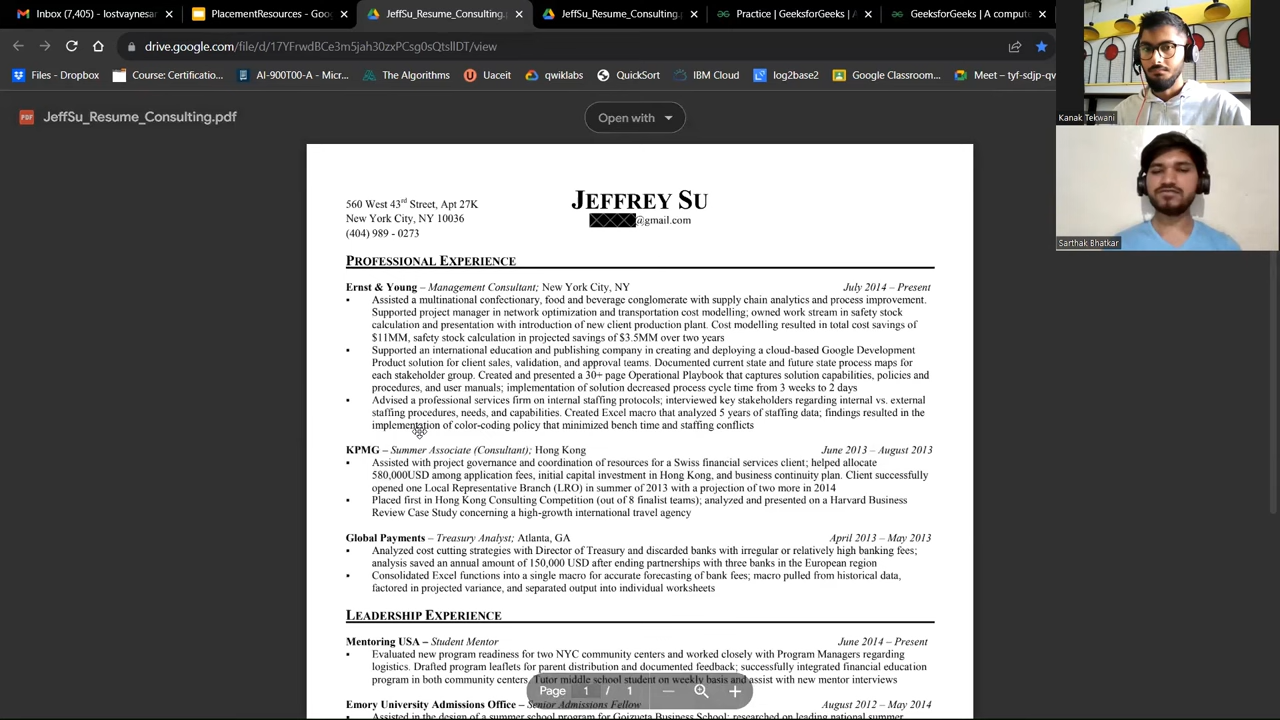 Inbox (7,405) - lostvaynesar
PlacementResources - Goo
JeffSu_Resume_Consulting.p
JeffSu_Resume_Consulting.p
Practice | GeeksforGeeks | A
GeeksforGeeks | A compute
drive.google.com/file/d/17YFrwdBCe3m5jah30zxPCsg0sQtsIlDT/view
Files - Dropbox
Course: Certificatio...
AI-900T00-A - Micr...
The Algorithms
Uaceit
qwiklabs
QuickSort
IBM Cloud
log2base2
Google Classroom...
Meet – tyf-sdjp-qv
JeffSu_Resume_Consulting.pdf
Open with
Kanak Tekwani
Sarthak Bhatkar
JEFFREY SU
@gmail.com
560 West 43rd Street, Apt 27K
New York City, NY 10036
(404) 989 - 0273
PROFESSIONAL EXPERIENCE
Ernst & Young – Management Consultant; New York City, NY July 2014 – Present
▪ Assisted a multinational confectionary, food and beverage conglomerate with supply chain analytics and process improvement.
Supported project manager in network optimization and transportation cost modelling; owned work stream in safety stock
calculation and presentation with introduction of new client production plant. Cost modelling resulted in total cost savings of
$11MM, safety stock calculation in projected savings of $3.5MM over two years
▪ Supported an international education and publishing company in creating and deploying a cloud-based Google Development
Product solution for client sales, validation, and approval teams. Documented current state and future state process maps for
each stakeholder group. Created and presented a 30+ page Operational Playbook that captures solution capabilities, policies and
procedures, and user manuals; implementation of solution decreased process cycle time from 3 weeks to 2 days
▪ Advised a professional services firm on internal staffing protocols; interviewed key stakeholders regarding internal vs. external
staffing procedures, needs, and capabilities. Created Excel macro that analyzed 5 years of staffing data; findings resulted in the
implementation of color-coding policy that minimized bench time and staffing conflicts
KPMG – Summer Associate (Consultant); Hong Kong June 2013 – August 2013
▪ Assisted with project governance and coordination of resources for a Swiss financial services client; helped allocate
580,000USD among application fees, initial capital investment in Hong Kong, and business continuity plan. Client successfully
opened one Local Representative Branch (LRO) in summer of 2013 with a projection of two more in 2014
▪ Placed first in Hong Kong Consulting Competition (out of 8 finalist teams); analyzed and presented on a Harvard Business
Review Case Study concerning a high-growth international travel agency
Global Payments – Treasury Analyst; Atlanta, GA April 2013 – May 2013
▪ Analyzed cost cutting strategies with Director of Treasury and discarded banks with irregular or relatively high banking fees;
analysis saved an annual amount of 150,000 USD after ending partnerships with three banks in the European region
▪ Consolidated Excel functions into a single macro for accurate forecasting of bank fees; macro pulled from historical data,
factored in projected variance, and separated output into individual worksheets
LEADERSHIP EXPERIENCE
Mentoring USA – Student Mentor June 2014 – Present
▪ Evaluated new program readiness for two NYC community centers and worked closely with Program Managers regarding
logistics. Drafted program leaflets for parent distribution and documented feedback; successfully integrated financial education
program in both community centers. Tutor middle school student on weekly basis and assist with new mentor interviews
Page 1 / 1
Emory University Admissions Office – Senior Admissions Fellow August 2012 – May 2014
▪ Assisted in the design of a summer school program for Goizueta Business School; researched on leading national summer